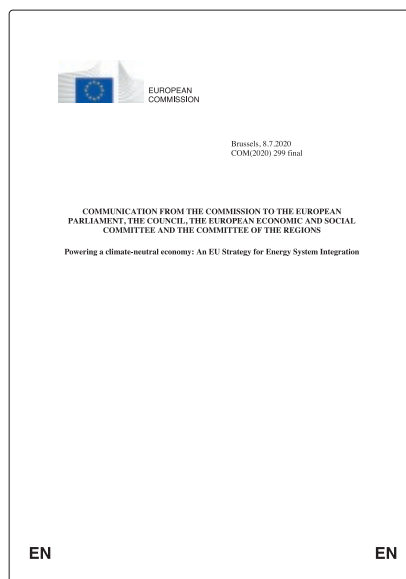 EUROPEAN
COMMISSION
Brussels, 8.7.2020
COM(2020) 299 final
COMMUNICATION FROM THE COMMISSION TO THE EUROPEAN
PARLIAMENT, THE COUNCIL, THE EUROPEAN ECONOMIC AND SOCIAL
COMMITTEE AND THE COMMITTEE OF THE REGIONS
Powering a climate-neutral economy: An EU Strategy for Energy System Integration
EN EN